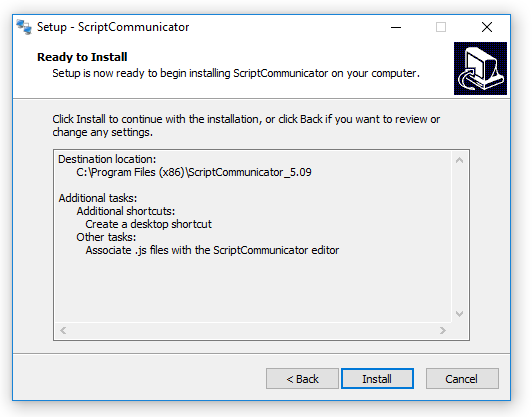 Setup - ScriptCommunicator
Ready to Install
Setup is now ready to begin installing ScriptCommunicator on your computer.
Click Install to continue with the installation, or click Back if you want to review or
change any settings.
Destination location:
C:\Program Files (x86)\ScriptCommunicator_5.09
Additional tasks:
Additional shortcuts:
Create a desktop shortcut
Other tasks:
Associate .js files with the ScriptCommunicator editor
< Back
Install
Cancel